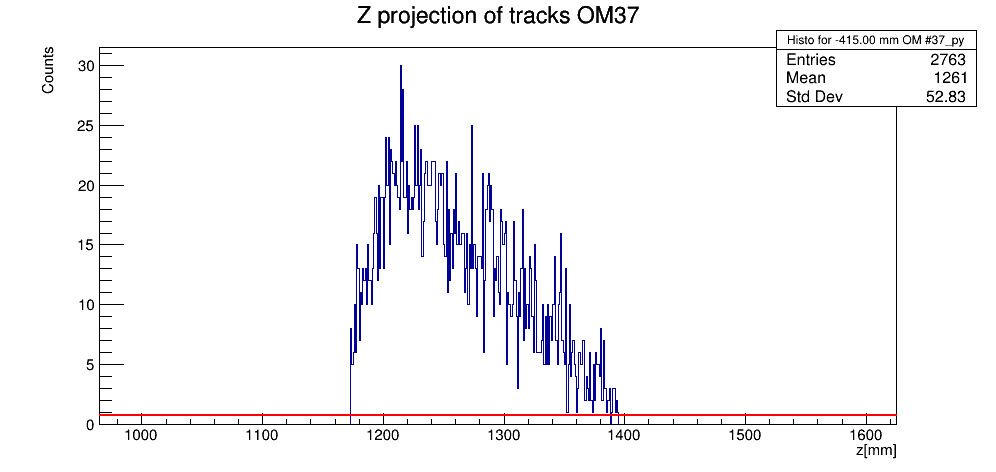 Z projection of tracks OM37
Histo for -415.00 mm OM #37_py
Entries 2763
Mean 1261
Std Dev 52.83
Counts
30
25
20
15
10
5
0
1000 1100 1200 1300 1400 1500 1600
z[mm]